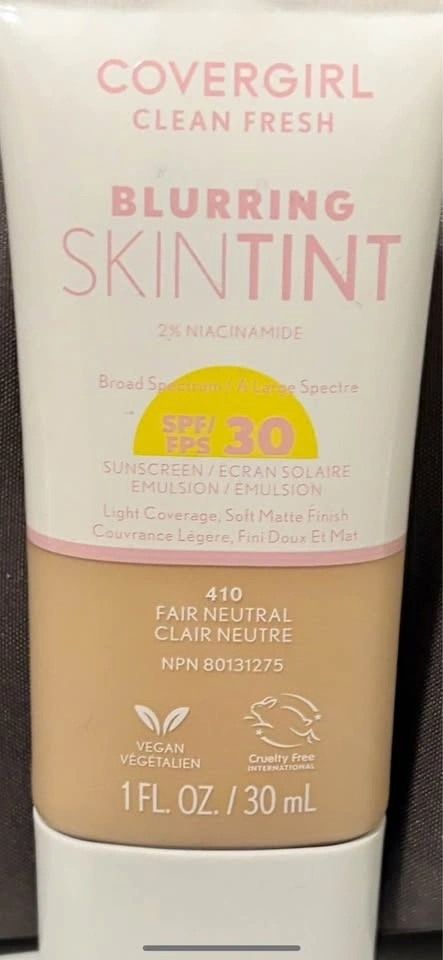 COVERGIRL
CLEAN FRESH
BLURRING
SKINTINT
2% NIACINAMIDE
Broad Spectrum / À Large Spectre
SPF/
FPS 30
SUNSCREEN / ÉCRAN SOLAIRE
EMULSION / ÉMULSION
Light Coverage, Soft Matte Finish
Couvrance Légère, Fini Doux Et Mat
410
FAIR NEUTRAL
CLAIR NEUTRE
NPN 80131275
VEGAN
VÉGÉTALIEN
Cruelty Free
INTERNATIONAL
1 FL. OZ. / 30 mL